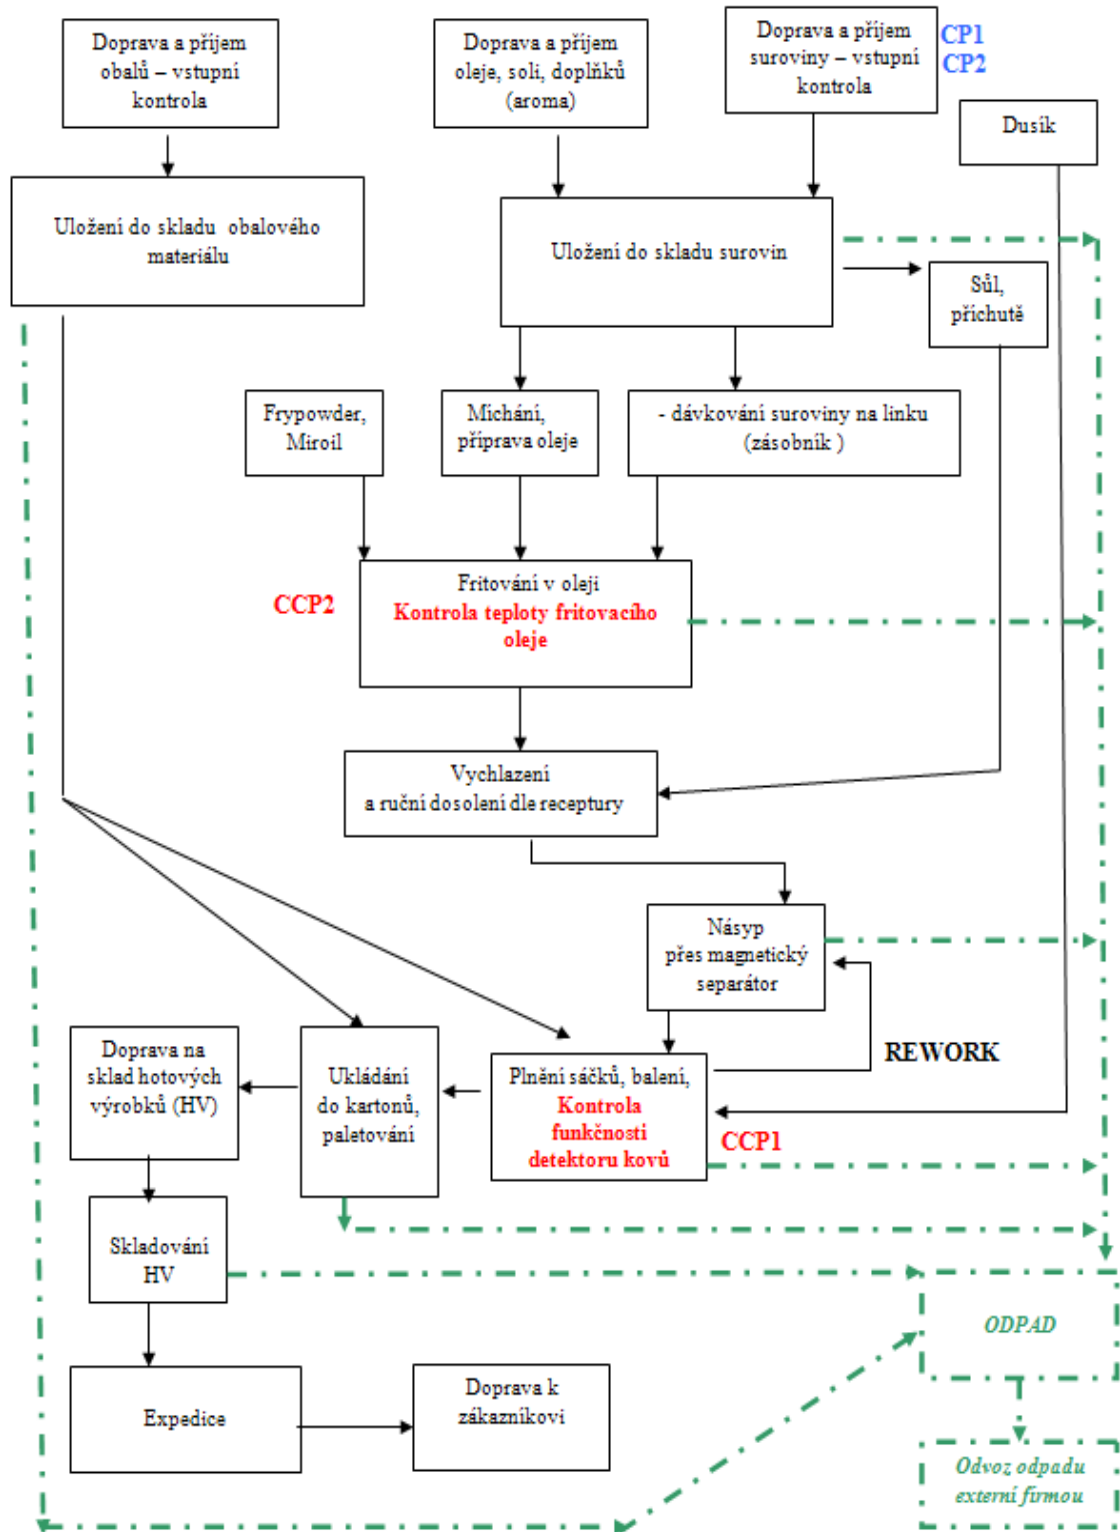 Doprava a příjem
obalů – vstupní
kontrola
Doprava a příjem
oleje, soli, doplňků
(aroma)
Doprava a příjem
suroviny – vstupní
kontrola
CP1
CP2
Dusík
Uložení do skladu obalového
materiálu
Uložení do skladu surovin
Sůl,
příchutě
Frypowder,
Miroil
Míchání,
příprava oleje
- dávkování suroviny na linku
(zásobník )
CCP2
Fritování v oleji
Kontrola teploty fritovacího
oleje
Vychlazení
a ruční dosolení dle receptury
Násyp
přes magnetický
separátor
REWORK
Doprava na
sklad hotových
výrobků (HV)
Ukládání
do kartonů,
paletování
Plnění sáčků, balení,
Kontrola
funkčnosti
detektoru kovů
CCP1
Skladování
HV
ODPAD
Expedice
Doprava k
zákazníkovi
Odvoz odpadu
externí firmou